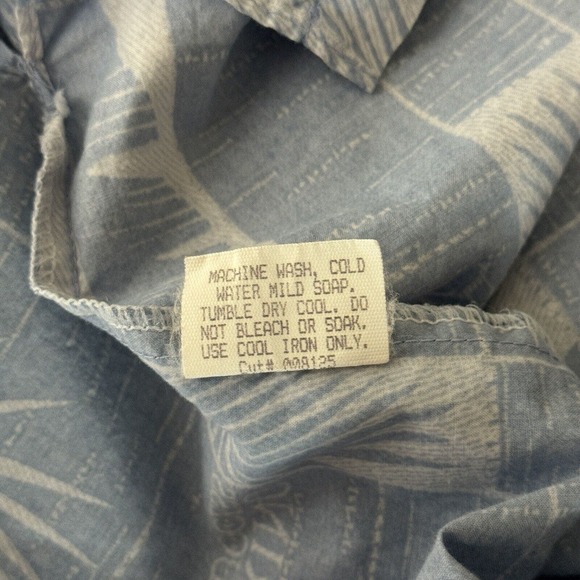 MACHINE WASH, COLD
WATER MILD SOAP.
TUMBLE DRY COOL. DO
NOT BLEACH OR SOAK.
USE COOL IRON ONLY.
Cut# 008125